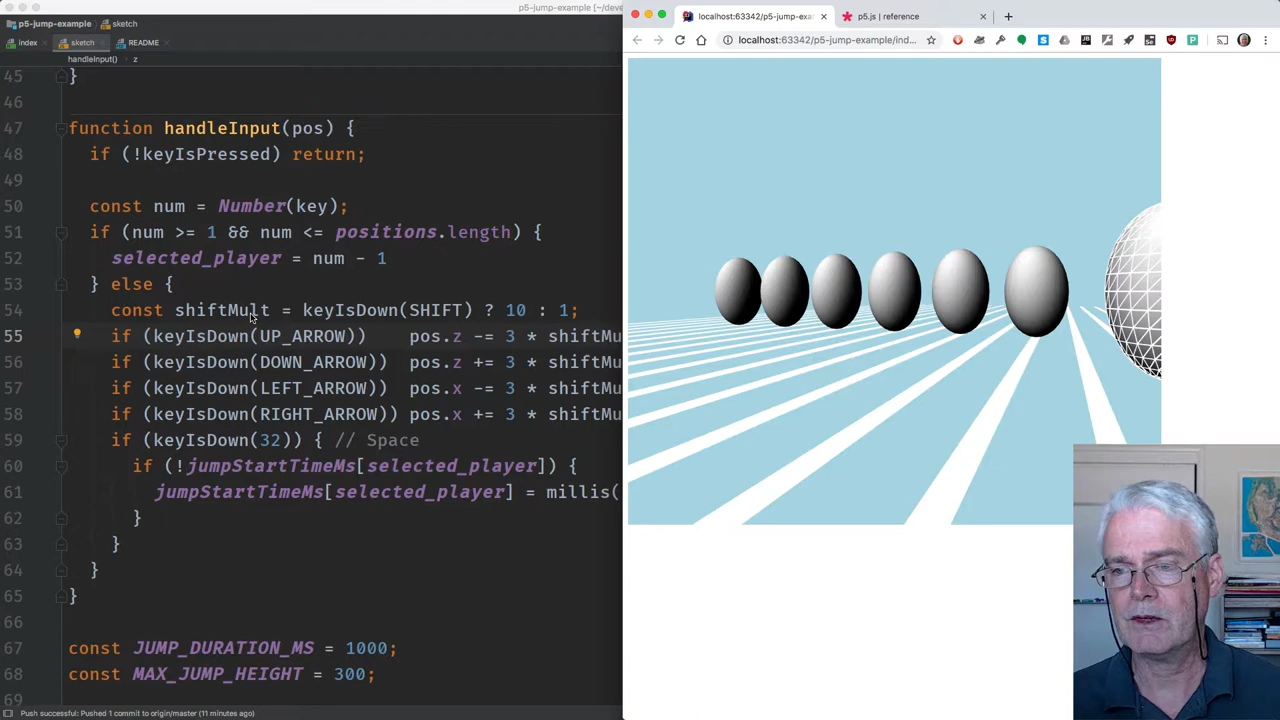 p5-jump-example [~/deve
p5-jump-example
sketch
index
sketch
README
handleInput()
z
45 }
46
47 function handleInput(pos) {
48 if (!keyIsPressed) return;
49
50 const num = Number(key);
51 if (num >= 1 && num <= positions.length) {
52 selected_player = num - 1
53 } else {
54 const shiftMult = keyIsDown(SHIFT) ? 10 : 1;
55 if (keyIsDown(UP_ARROW)) pos.z -= 3 * shiftMu
56 if (keyIsDown(DOWN_ARROW)) pos.z += 3 * shiftMu
57 if (keyIsDown(LEFT_ARROW)) pos.x -= 3 * shiftMu
58 if (keyIsDown(RIGHT_ARROW)) pos.x += 3 * shiftMu
59 if (keyIsDown(32)) { // Space
60 if (!jumpStartTimeMs[selected_player]) {
61 jumpStartTimeMs[selected_player] = millis(
62 }
63 }
64 }
65 }
66
67 const JUMP_DURATION_MS = 1000;
68 const MAX_JUMP_HEIGHT = 300;
69
Push successful: Pushed 1 commit to origin/master (11 minutes ago)
localhost:63342/p5-jump-exam
p5.js | reference
localhost:63342/p5-jump-example/ind...